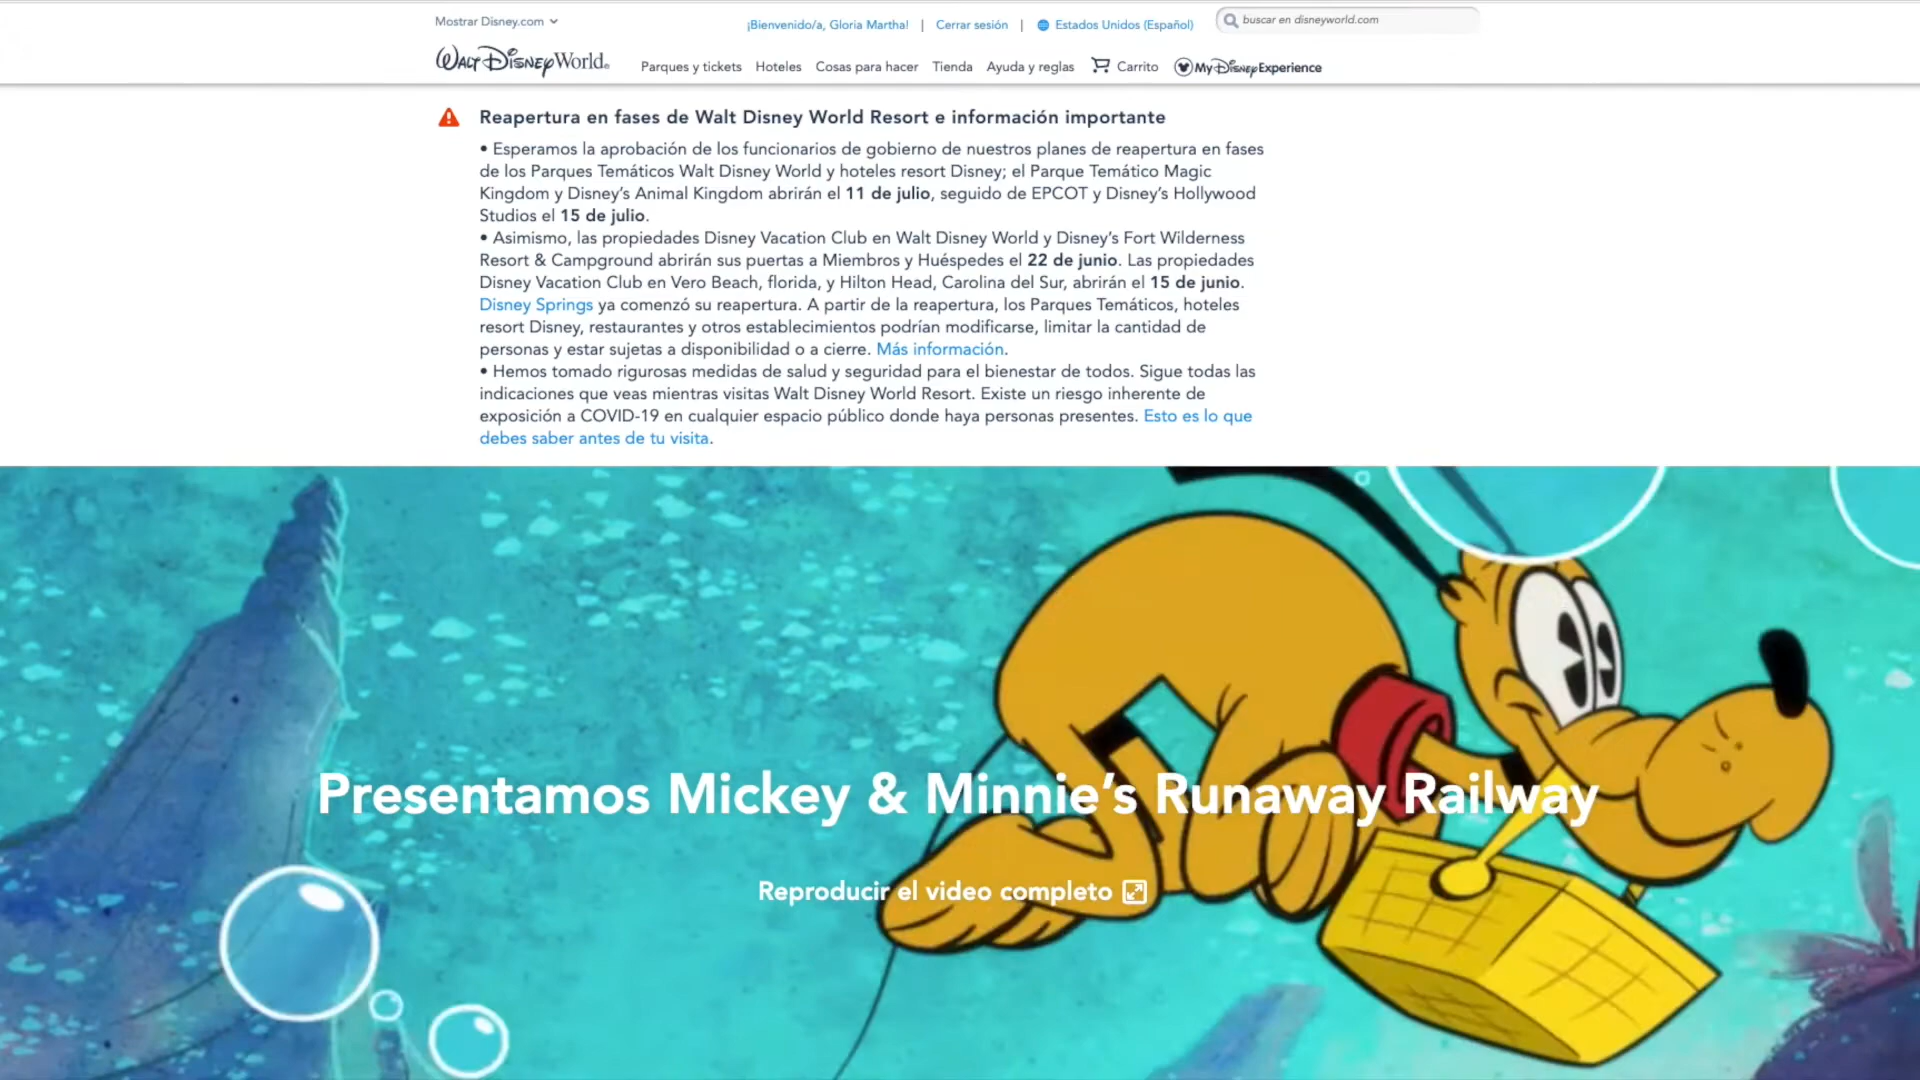 Mostrar Disney.com
¡Bienvenido/a, Gloria Martha! | Cerrar sesión | Estados Unidos (Español)
buscar en disneyworld.com
Walt Disney World.
Parques y tickets Hoteles Cosas para hacer Tienda Ayuda y reglas Carrito My Disney Experience
Reapertura en fases de Walt Disney World Resort e información importante
• Esperamos la aprobación de los funcionarios de gobierno de nuestros planes de reapertura en fases
de los Parques Temáticos Walt Disney World y hoteles resort Disney; el Parque Temático Magic
Kingdom y Disney's Animal Kingdom abrirán el 11 de julio, seguido de EPCOT y Disney's Hollywood
Studios el 15 de julio.
• Asimismo, las propiedades Disney Vacation Club en Walt Disney World y Disney's Fort Wilderness
Resort & Campground abrirán sus puertas a Miembros y Huéspedes el 22 de junio. Las propiedades
Disney Vacation Club en Vero Beach, florida, y Hilton Head, Carolina del Sur, abrirán el 15 de junio.
Disney Springs ya comenzó su reapertura. A partir de la reapertura, los Parques Temáticos, hoteles
resort Disney, restaurantes y otros establecimientos podrían modificarse, limitar la cantidad de
personas y estar sujetas a disponibilidad o a cierre. Más información.
• Hemos tomado rigurosas medidas de salud y seguridad para el bienestar de todos. Sigue todas las
indicaciones que veas mientras visitas Walt Disney World Resort. Existe un riesgo inherente de
exposición a COVID-19 en cualquier espacio público donde haya personas presentes. Esto es lo que
debes saber antes de tu visita.
Presentamos Mickey & Minnie's Runaway Railway
Reproducir el video completo